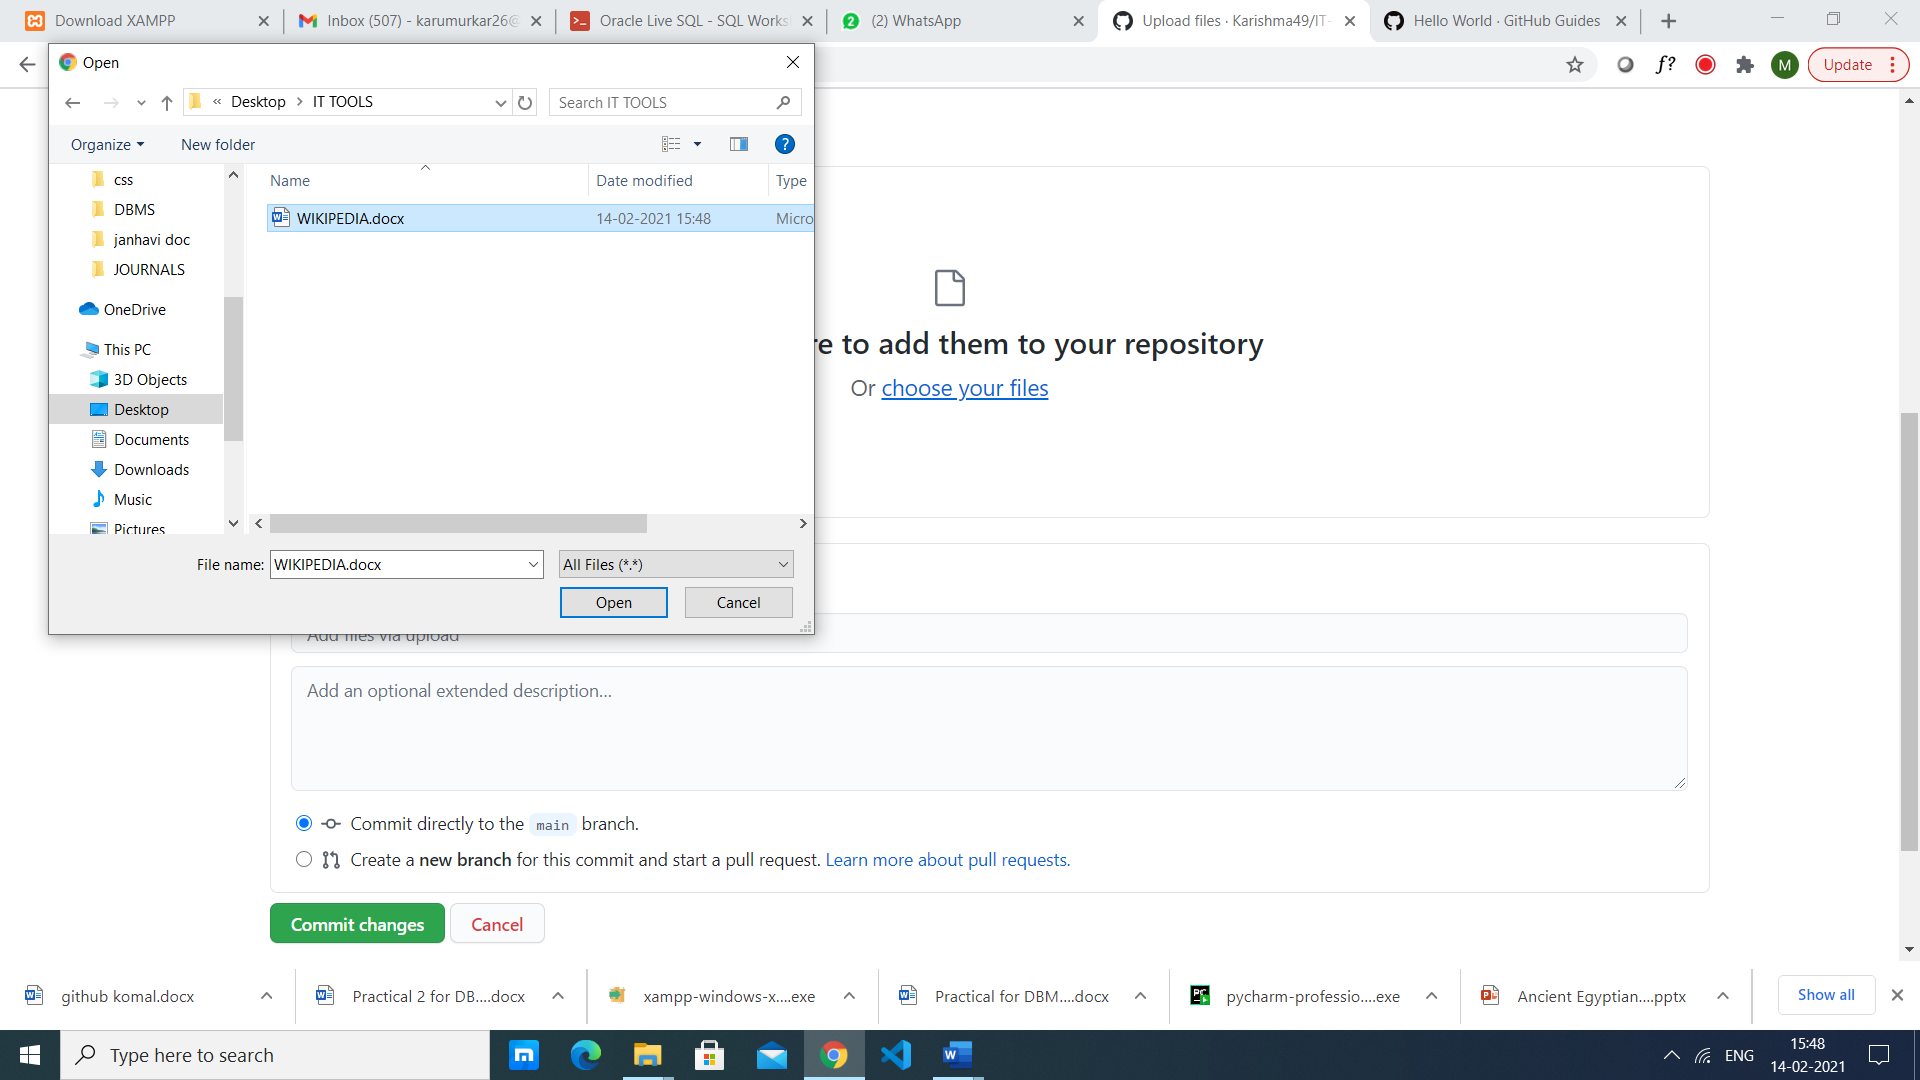 Download XAMPP
Inbox (507) - karumurkar26@
Oracle Live SQL - SQL Works
(2) WhatsApp
Upload files · Karishma49/IT-
Hello World · GitHub Guides
Open
f?
M
Update
« Desktop > IT TOOLS
Search IT TOOLS
Organize
New folder
?
Name
Date modified
Type
css
DBMS
janhavi doc
JOURNALS
OneDrive
This PC
3D Objects
Desktop
Documents
Downloads
Music
Pictures
WIKIPEDIA.docx
14-02-2021 15:48
Micro
File name:
WIKIPEDIA.docx
All Files (*.*)
Open
Cancel
re to add them to your repository
Or choose your files
Add files via upload
Add an optional extended description...
Commit directly to the main branch.
Create a new branch for this commit and start a pull request. Learn more about pull requests.
Commit changes
Cancel
github komal.docx
Practical 2 for DB....docx
xampp-windows-x....exe
Practical for DBM....docx
pycharm-professio....exe
Ancient Egyptian....pptx
Show all
Type here to search
ENG
15:48
14-02-2021